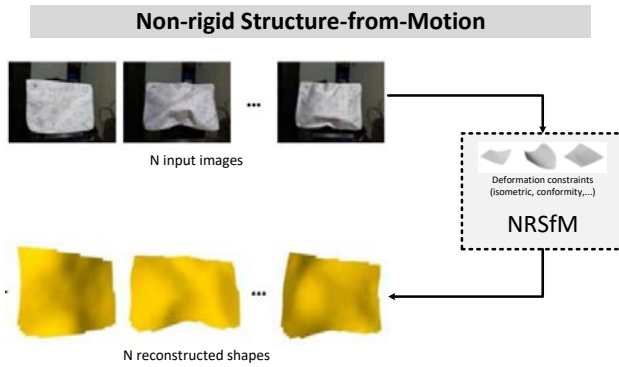 Non-rigid Structure-from-Motion
...
N input images
Deformation constraints
(isometric, conformity,...)
NRSfM
...
N reconstructed shapes